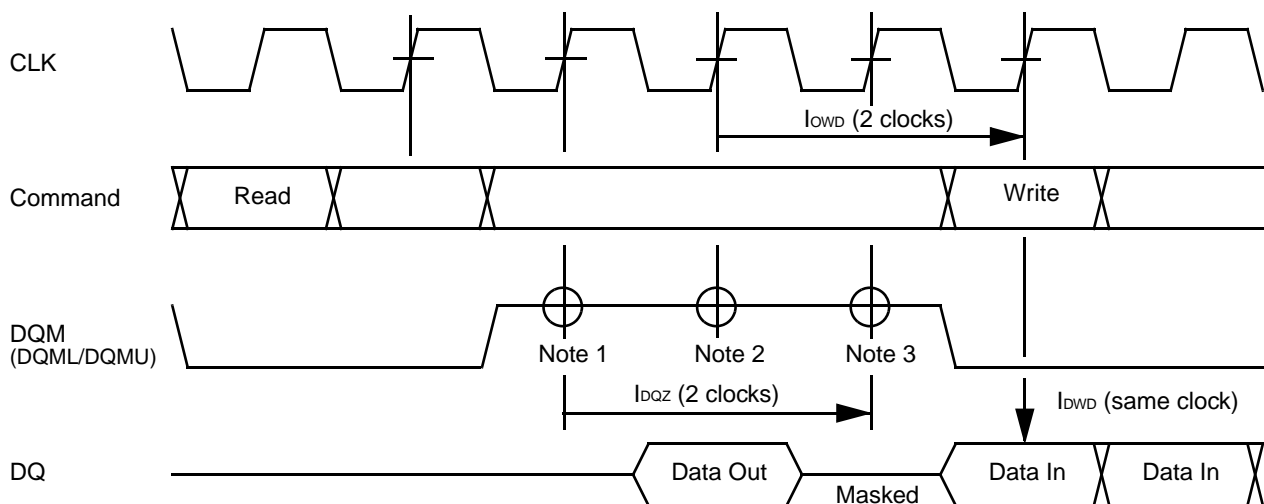 CLK
IOWD (2 clocks)
Command
Read
Write
DQM
(DQML/DQMU)
Note 1
Note 2
Note 3
IDQZ (2 clocks)
IDWD (same clock)
DQ
Data Out
Masked
Data In
Data In